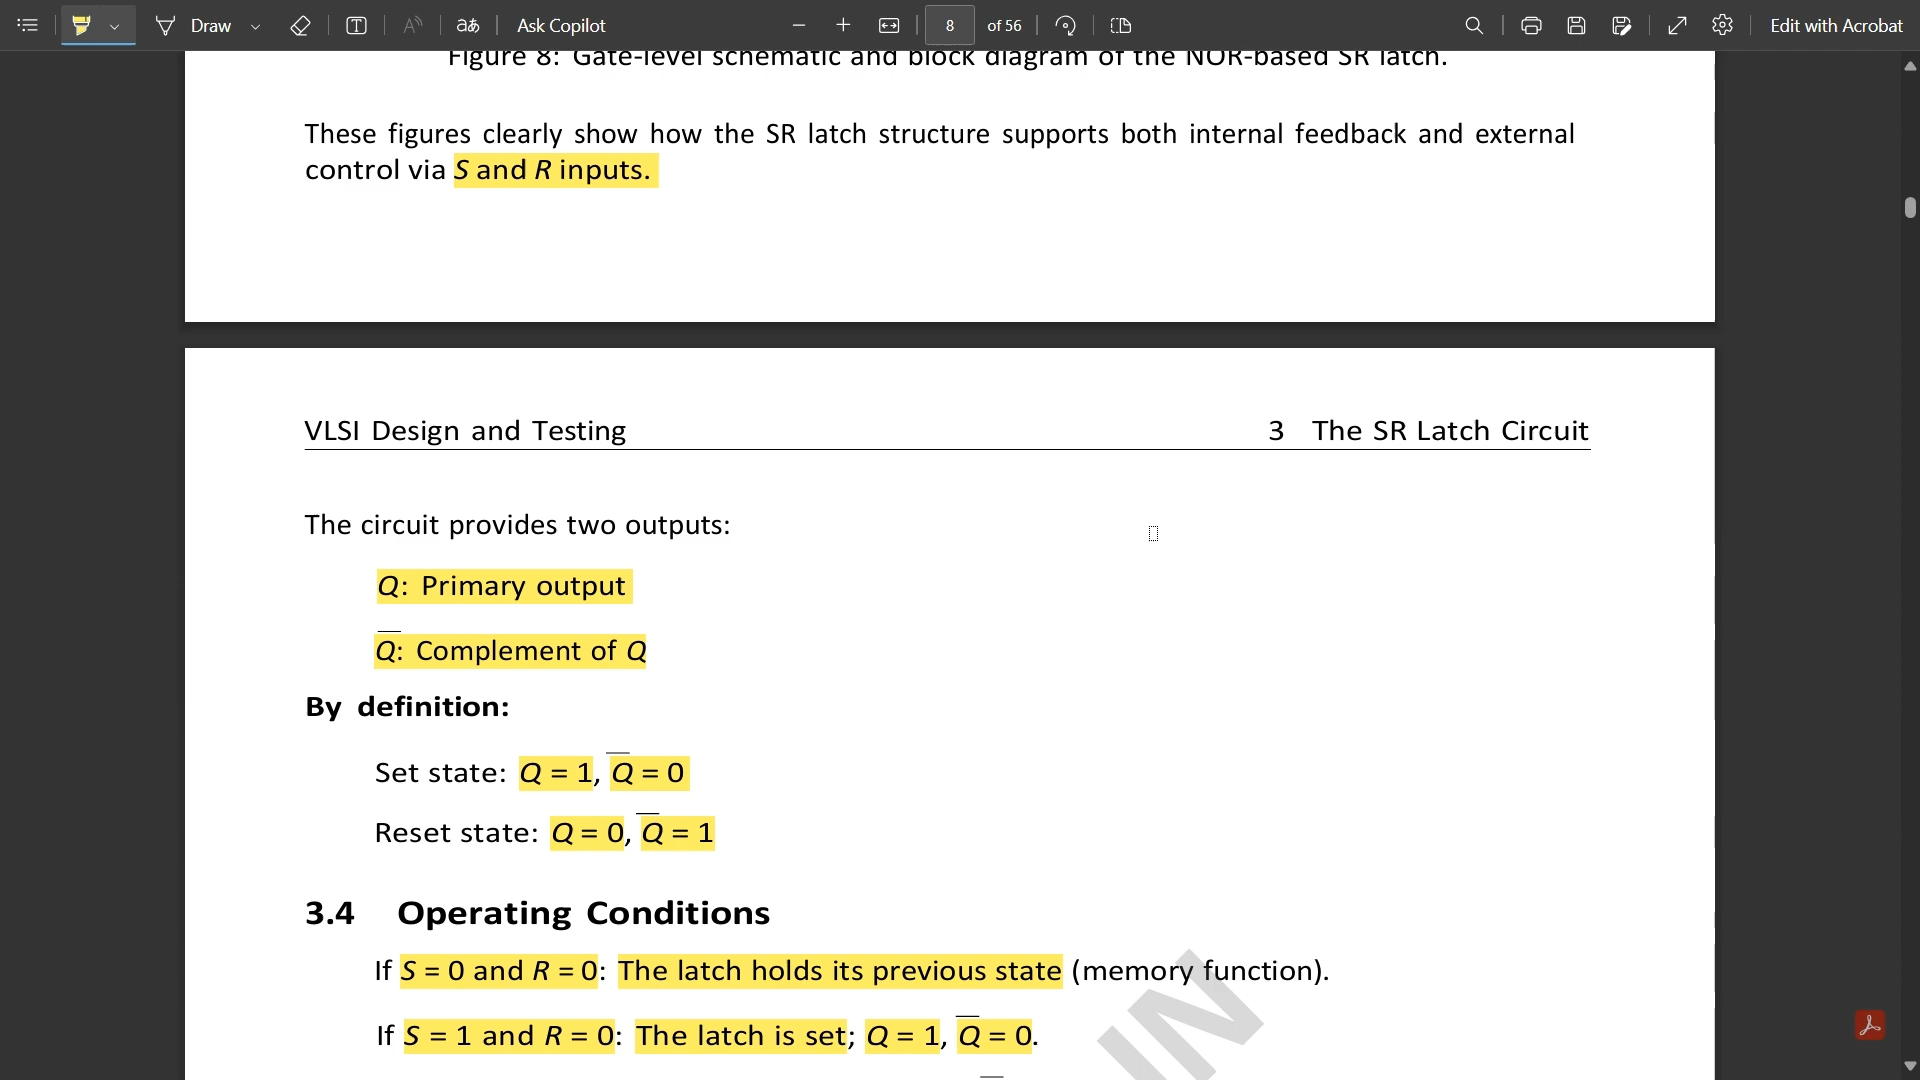 Draw
aあ
Ask Copilot
8
of 56
Edit with Acrobat
Figure 8: Gate-level schematic and block diagram of the NOR-based SR latch.
These figures clearly show how the SR latch structure supports both internal feedback and external
control via S and R inputs.
VLSI Design and Testing
3 The SR Latch Circuit
The circuit provides two outputs:
Q: Primary output
Q̅: Complement of Q
By definition:
Set state: Q = 1, Q̅ = 0
Reset state: Q = 0, Q̅ = 1
3.4 Operating Conditions
If S = 0 and R = 0: The latch holds its previous state (memory function).
If S = 1 and R = 0: The latch is set; Q = 1, Q̅ = 0.
IN